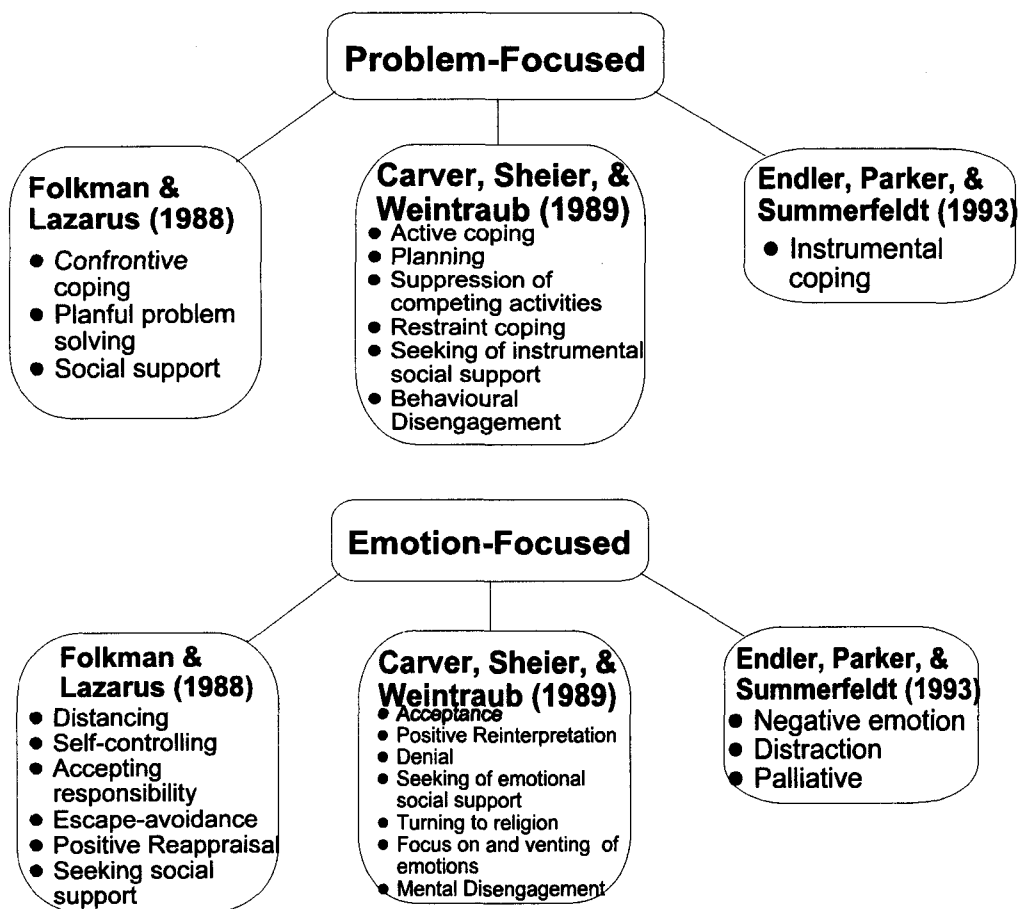 Problem-Focused
Folkman &
Lazarus (1988)
● Confrontive
coping
● Planful problem
solving
● Social support
Carver, Sheier, &
Weintraub (1989)
● Active coping
● Planning
● Suppression of
competing activities
● Restraint coping
● Seeking of instrumental
social support
● Behavioural
Disengagement
Endler, Parker, &
Summerfeldt (1993)
● Instrumental
coping
Emotion-Focused
Folkman &
Lazarus (1988)
● Distancing
● Self-controlling
● Accepting
responsibility
● Escape-avoidance
● Positive Reappraisal
● Seeking social
support
Carver, Sheier, &
Weintraub (1989)
● Acceptance
● Positive Reinterpretation
● Denial
● Seeking of emotional
social support
● Turning to religion
● Focus on and venting of
emotions
● Mental Disengagement
Endler, Parker, &
Summerfeldt (1993)
● Negative emotion
● Distraction
● Palliative